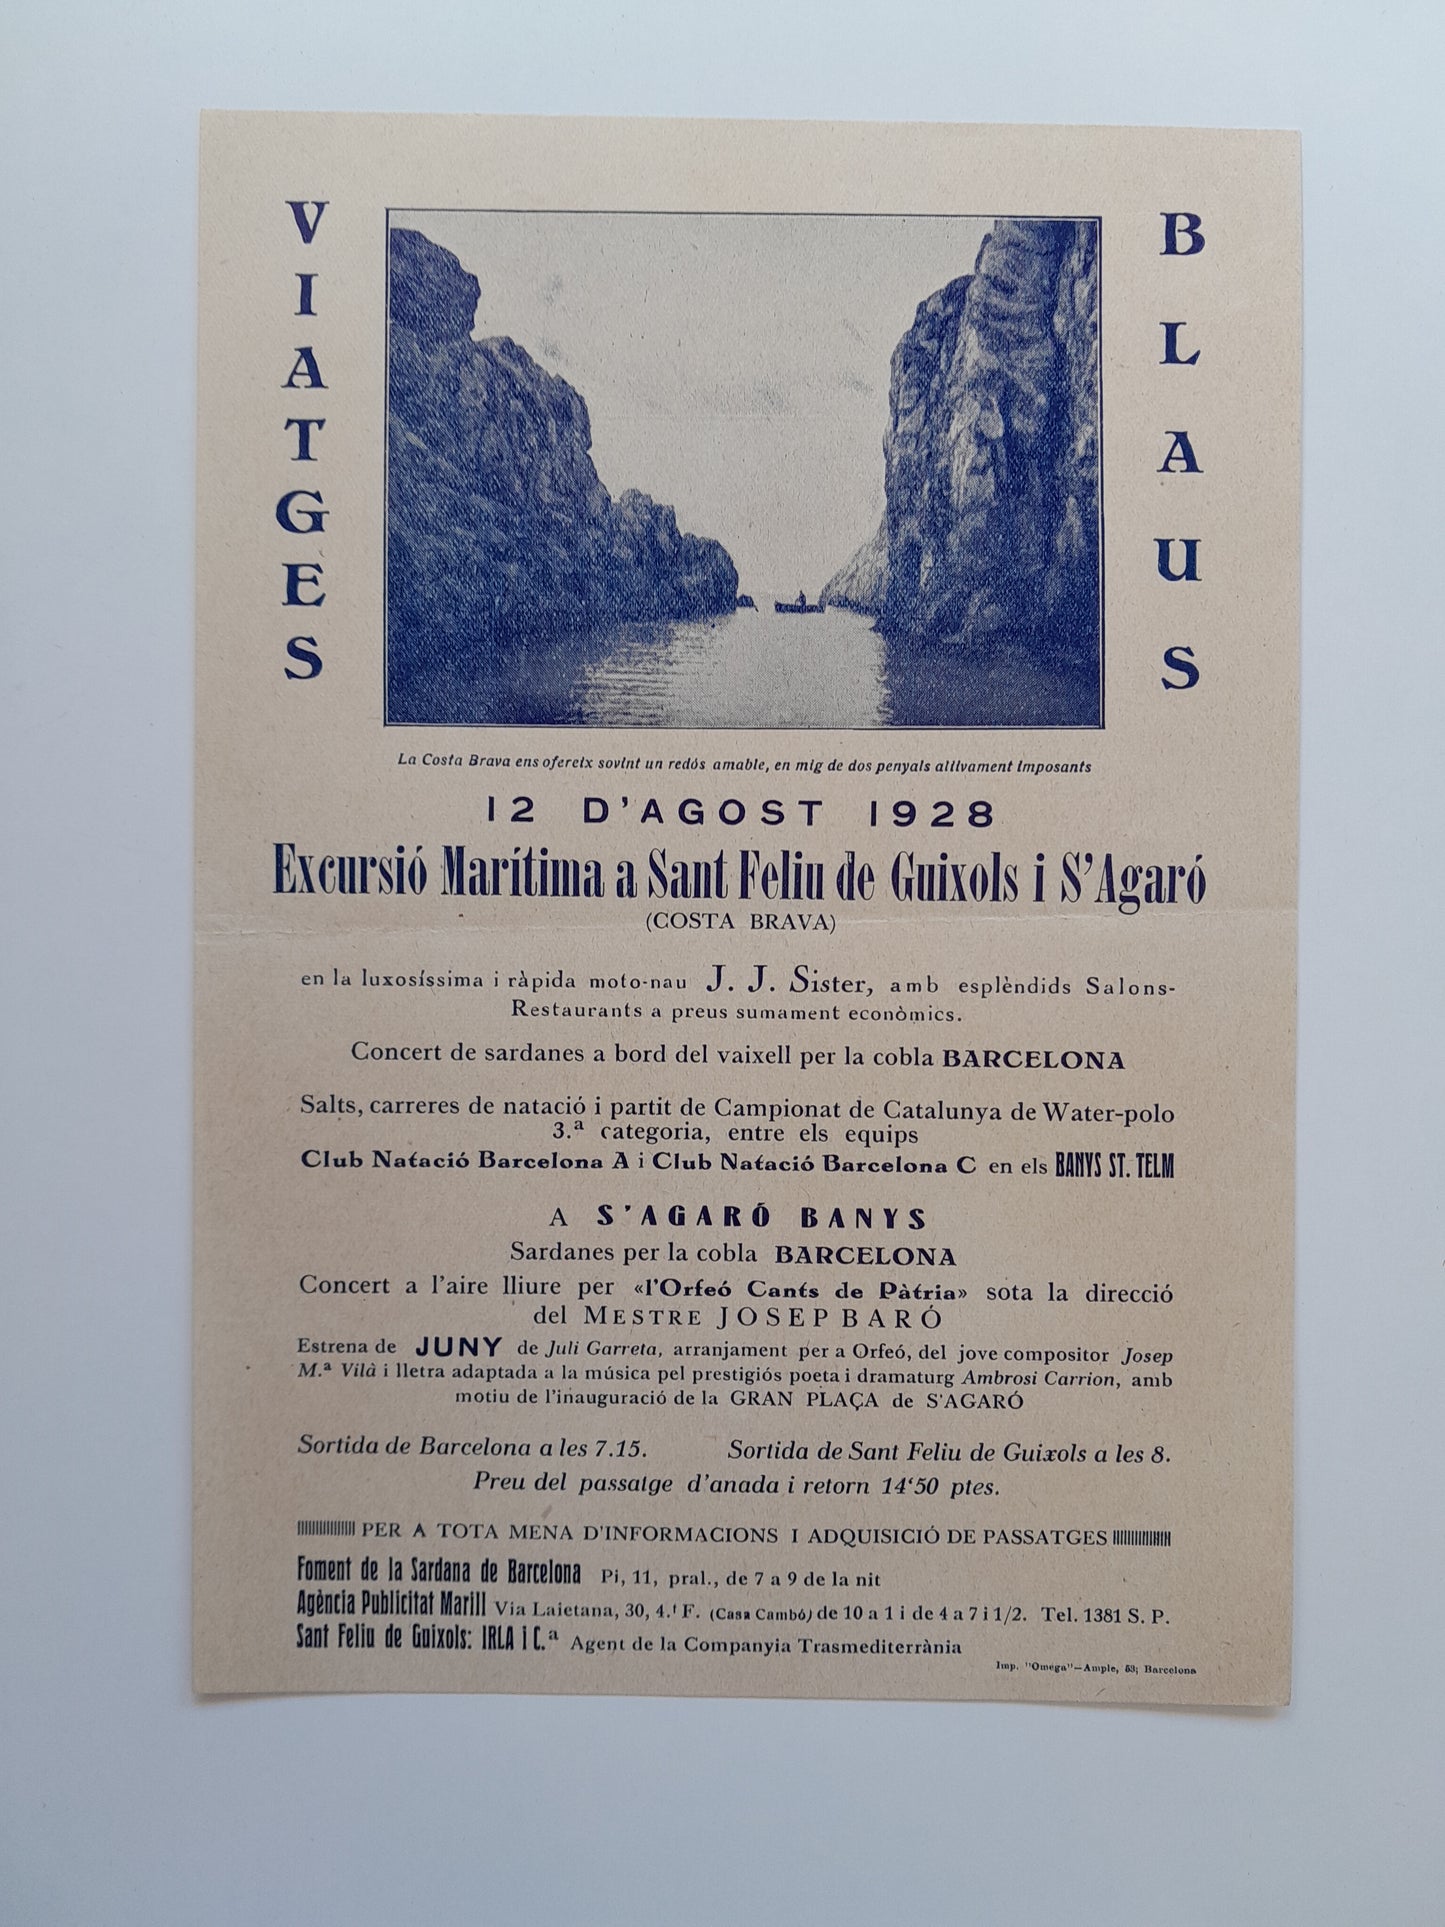 VIATGES
BLAUS
La Costa Brava ens ofereix sovint un redós amable, en mig de dos penyals altívament imposants
12 D'AGOST 1928
Excursió Marítima a Sant Feliu de Guixols i S'Agaró
(COSTA BRAVA)
en la luxosíssima i ràpida moto-nau J. J. Sister, amb esplèndids Salons-
Restaurants a preus sumament econòmics.
Concert de sardanes a bord del vaixell per la cobla BARCELONA
Salts, carreres de natació i partit de Campionat de Catalunya de Water-polo
3.ª categoria, entre els equips
Club Natació Barcelona A i Club Natació Barcelona C en els BANYS ST. TELM
A S'AGARÓ BANYS
Sardanes per la cobla BARCELONA
Concert a l'aire lliure per «l'Orfeó Cants de Pàtria» sota la direcció
del MESTRE JOSEP BARÓ
Estrena de JUNY de Juli Garreta, arranjament per a Orfeó, del jove compositor Josep
M.ª Vilà i lletra adaptada a la música pel prestigiós poeta i dramaturg Ambrosi Carrion, amb
motiu de l'inauguració de la GRAN PLAÇA de S'AGARÓ
Sortida de Barcelona a les 7.15. Sortida de Sant Feliu de Guixols a les 8.
Preu del passatge d'anada i retorn 14'50 ptes.
PER A TOTA MENA D'INFORMACIONS I ADQUISICIÓ DE PASSATGES
Foment de la Sardana de Barcelona Pi, 11, pral., de 7 a 9 de la nit
Agència Publicitat Marill Via Laietana, 30, 4.t F. (Casa Cambó) de 10 a 1 i de 4 a 7 i 1/2. Tel. 1381 S. P.
Sant Feliu de Guixols: IRLA i C.ª Agent de la Companyia Trasmediterrània
Imp. "Omega"—Ample, 53; Barcelona